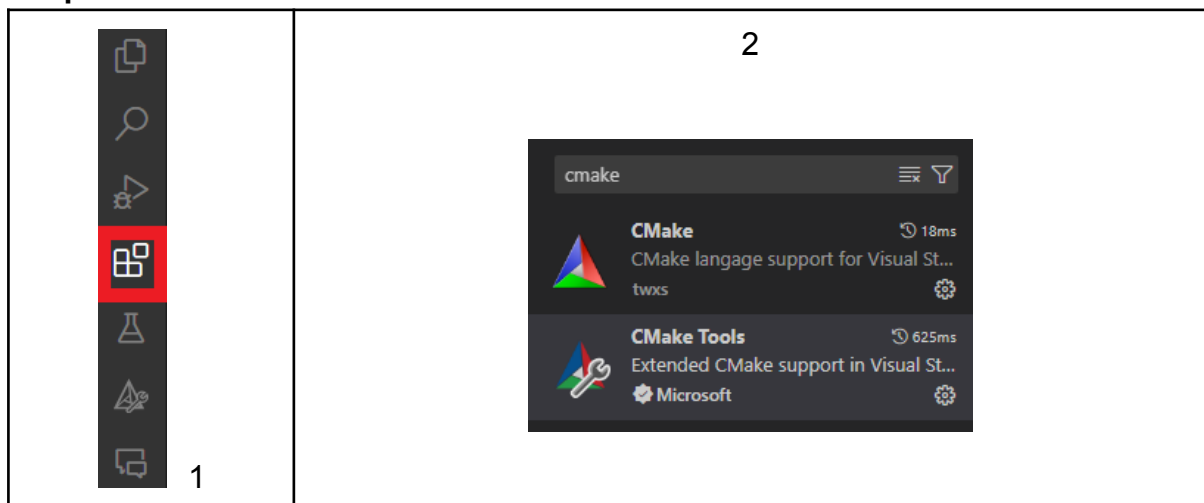 1
2
cmake
CMake
18ms
CMake langage support for Visual St...
twxs
CMake Tools
625ms
Extended CMake support in Visual St...
Microsoft